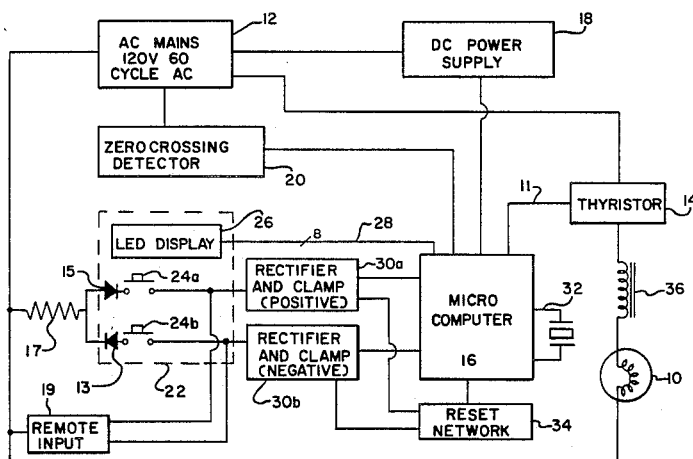 12
18
AC MAINS
120V 60
CYCLE AC
DC POWER
SUPPLY
ZERO CROSSING
DETECTOR
20
11
THYRISTOR
14
26
LED DISPLAY
8
28
15
24a
30a
RECTIFIER
AND CLAMP
(POSITIVE)
MICRO
COMPUTER
16
32
36
17
24b
13
22
RECTIFIER
AND CLAMP
(NEGATIVE)
30b
10
19
REMOTE
INPUT
RESET
NETWORK
34